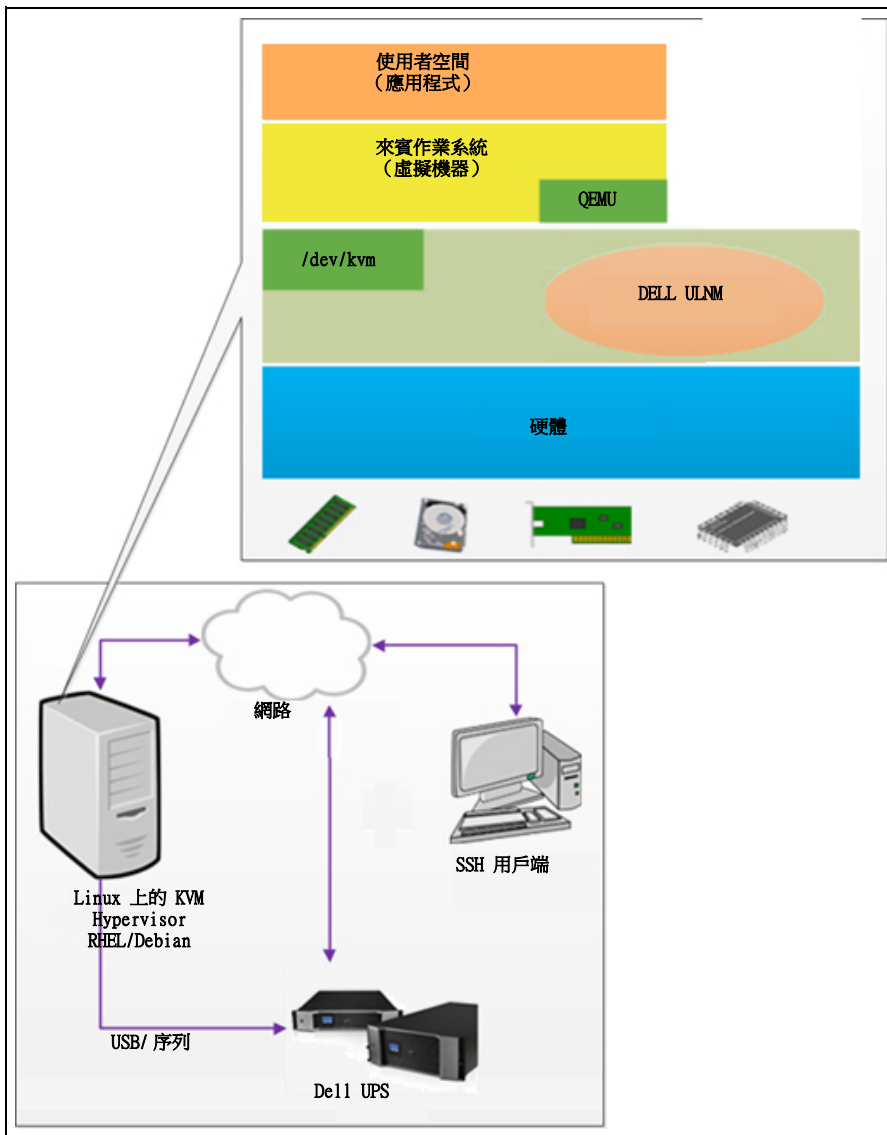 使用者空間
（應用程式）
來賓作業系統
（虛擬機器）
QEMU
/dev/kvm
DELL ULNM
硬體
網路
SSH 用戶端
Linux 上的 KVM
Hypervisor
RHEL/Debian
USB/ 序列
Dell UPS